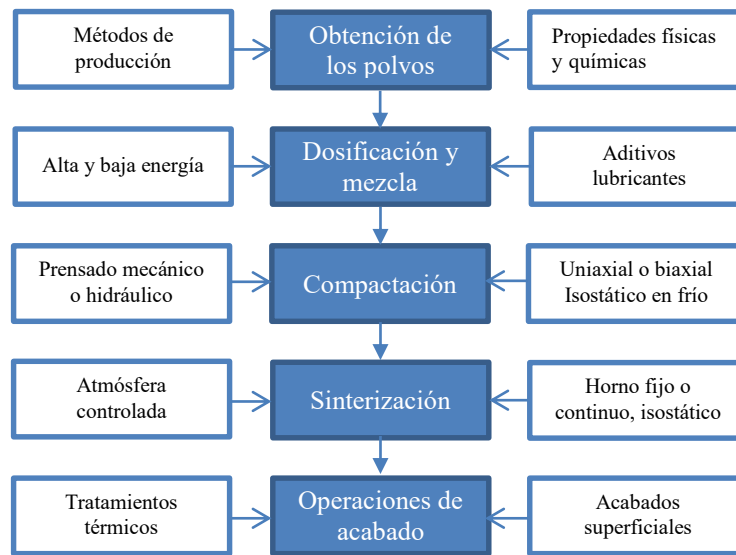 Métodos de
producción
Obtención de
los polvos
Propiedades físicas
y químicas
Alta y baja energía
Dosificación y
mezcla
Aditivos
lubricantes
Prensado mecánico
o hidráulico
Compactación
Uniaxial o biaxial
Isostático en frío
Atmósfera
controlada
Sinterización
Horno fijo o
continuo, isostático
Tratamientos
térmicos
Operaciones de
acabado
Acabados
superficiales